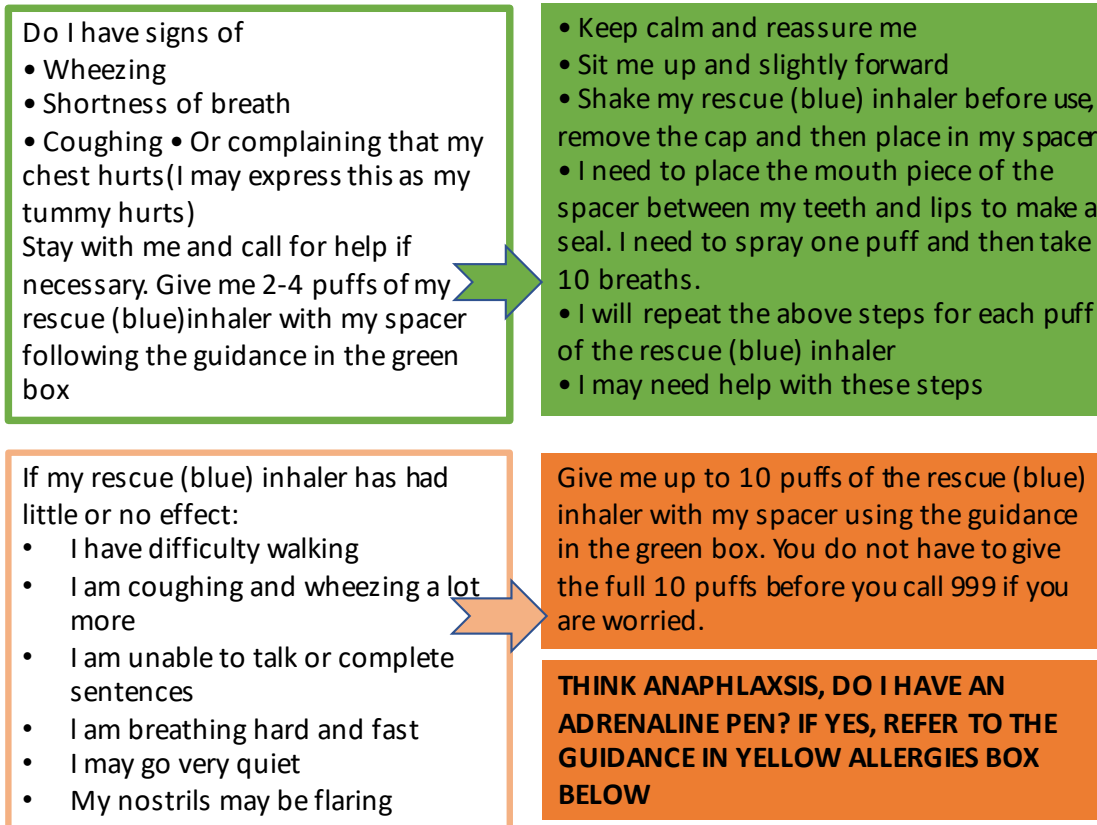 Do I have signs of
• Wheezing
• Shortness of breath
• Coughing • Or complaining that my
chest hurts(I may express this as my
tummy hurts)
Stay with me and call for help if
necessary. Give me 2-4 puffs of my
rescue (blue)inhaler with my spacer
following the guidance in the green
box
• Keep calm and reassure me
• Sit me up and slightly forward
• Shake my rescue (blue) inhaler before use,
remove the cap and then place in my spacer
• I need to place the mouth piece of the
spacer between my teeth and lips to make a
seal. I need to spray one puff and then take
10 breaths.
• I will repeat the above steps for each puff
of the rescue (blue) inhaler
• I may need help with these steps
If my rescue (blue) inhaler has had
little or no effect:
• I have difficulty walking
• I am coughing and wheezing a lot
more
• I am unable to talk or complete
sentences
• I am breathing hard and fast
• I may go very quiet
• My nostrils may be flaring
Give me up to 10 puffs of the rescue (blue)
inhaler with my spacer using the guidance
in the green box. You do not have to give
the full 10 puffs before you call 999 if you
are worried.
THINK ANAPHLAXSIS, DO I HAVE AN
ADRENALINE PEN? IF YES, REFER TO THE
GUIDANCE IN YELLOW ALLERGIES BOX
BELOW